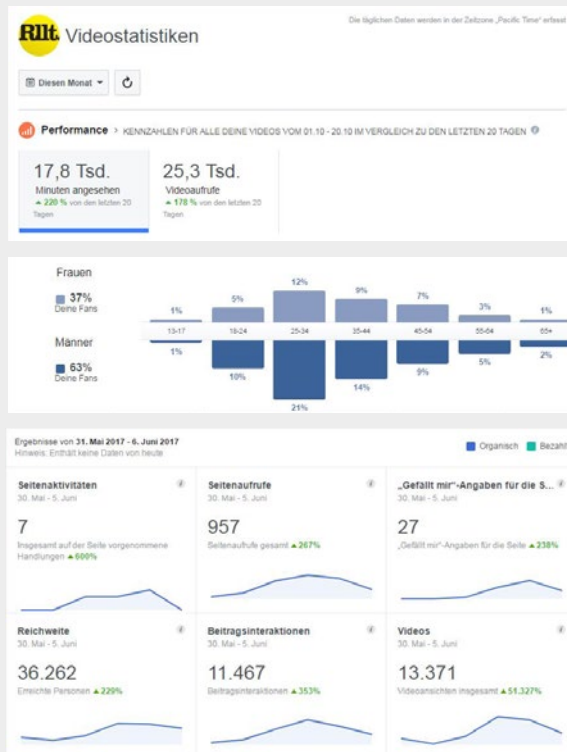 Rllt. Videostatistiken
Die täglichen Daten werden in der Zeitzone „Pacific Time“ erfasst
Diesen Monat
Performance > KENNZAHLEN FÜR ALLE DEINE VIDEOS VOM 01.10 - 20.10 IM VERGLEICH ZU DEN LETZTEN 20 TAGEN
17,8 Tsd. 25,3 Tsd.
Minuten angesehen Videoaufrufe
220 % von den letzten 20 178 % von den letzten 20
Tagen Tagen
Frauen
37%
Deine Fans
1% 5% 12% 9% 7% 3% 1%
13-17 18-24 25-34 35-44 45-54 55-64 65+
Männer
63%
Deine Fans
1% 10% 21% 14% 9% 5% 2%
Ergebnisse von 31. Mai 2017 - 6. Juni 2017
Hinweis: Enthält keine Daten von heute
Organisch Bezahlt
Seitenaktivitäten Seitenaufrufe „Gefällt mir“-Angaben für die S...
30. Mai - 5. Juni 30. Mai - 5. Juni 30. Mai - 5. Juni
7 957 27
Insgesamt auf der Seite vorgenommene Seitenaufrufe gesamt 267% „Gefällt mir“-Angaben für die Seite 238%
Handlungen 600%
Reichweite Beitragsinteraktionen Videos
30. Mai - 5. Juni 30. Mai - 5. Juni 30. Mai - 5. Juni
36.262 11.467 13.371
Erreichte Personen 229% Beitragsinteraktionen 353% Videoansichten insgesamt 51.327%